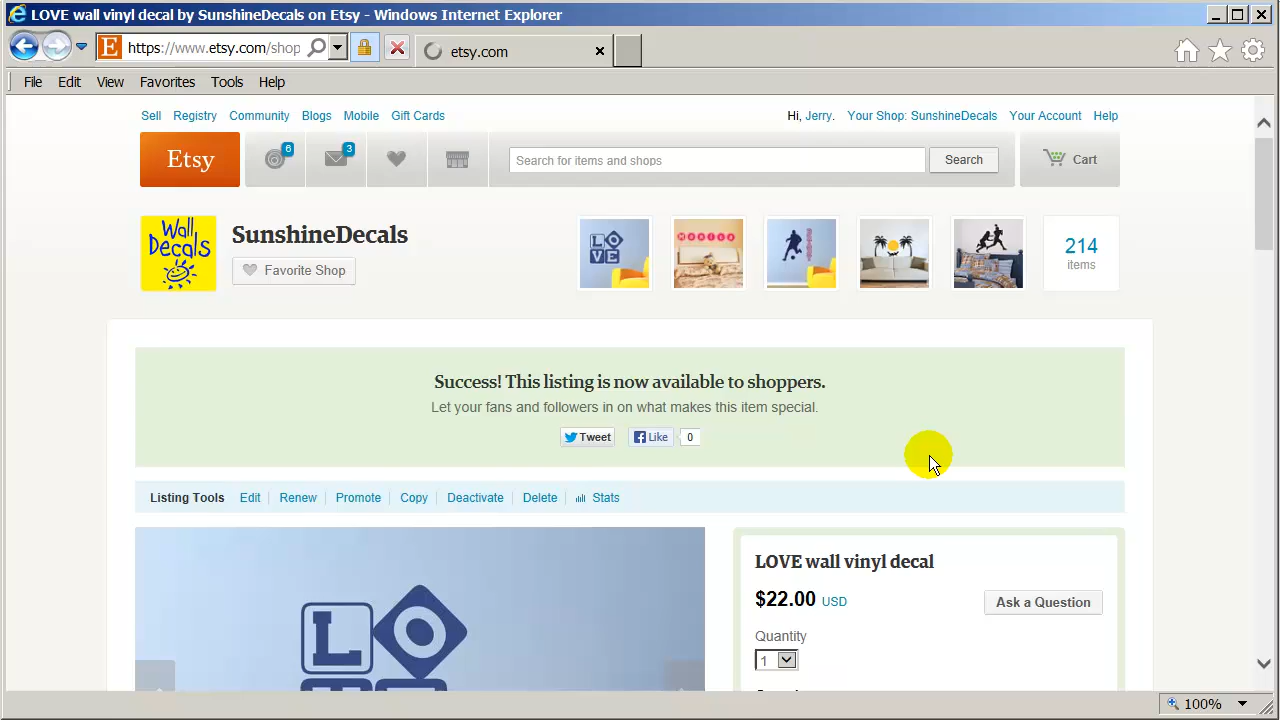 LOVE wall vinyl decal by SunshineDecals on Etsy - Windows Internet Explorer
https://www.etsy.com/shop
etsy.com
File Edit View Favorites Tools Help
Sell Registry Community Blogs Mobile Gift Cards
Hi, Jerry. Your Shop: SunshineDecals Your Account Help
Etsy
6
3
Search for items and shops
Search
Cart
Wall
Decals
SunshineDecals
Favorite Shop
LOVE
214
items
Success! This listing is now available to shoppers.
Let your fans and followers in on what makes this item special.
Tweet Like 0
Listing Tools Edit Renew Promote Copy Deactivate Delete Stats
LO
LOVE wall vinyl decal
$22.00 USD
Ask a Question
Quantity
1
100%